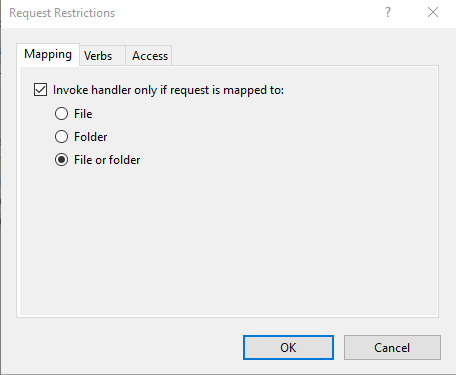 Request Restrictions
Mapping Verbs Access
Invoke handler only if request is mapped to:
File
Folder
File or folder
OK Cancel